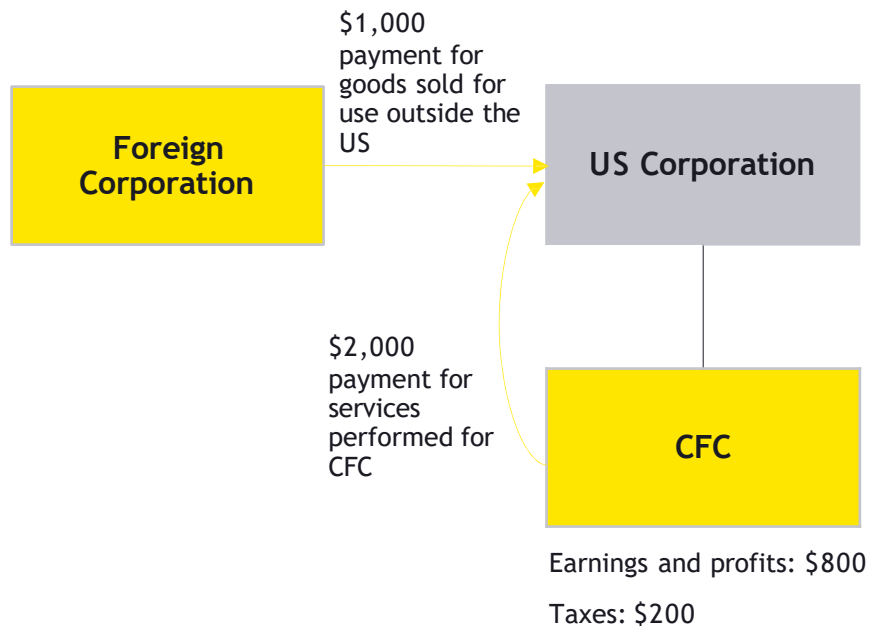 $1,000
payment for
goods sold for
use outside the
US
Foreign
Corporation
US Corporation
$2,000
payment for
services
performed for
CFC
CFC
Earnings and profits: $800
Taxes: $200